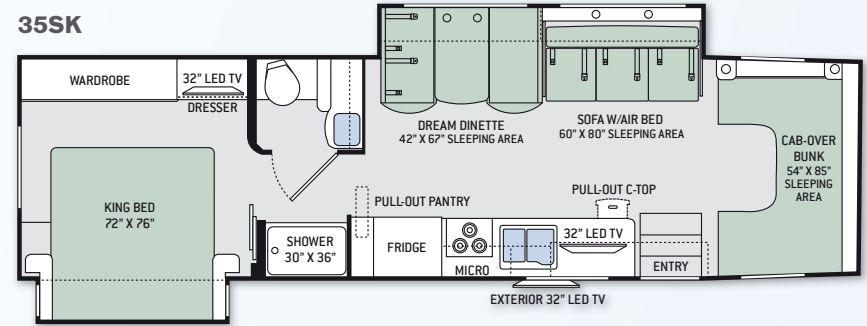 35SK
WARDROBE
32” LED TV
DRESSER
DREAM DINETTE
42” X 67” SLEEPING AREA
SOFA W/AIR BED
60” X 80” SLEEPING AREA
CAB-OVER
BUNK
54” X 85”
SLEEPING
AREA
KING BED
72” X 76”
PULL-OUT PANTRY
PULL-OUT C-TOP
SHOWER
30” X 36”
FRIDGE
MICRO
32” LED TV
ENTRY
EXTERIOR 32” LED TV